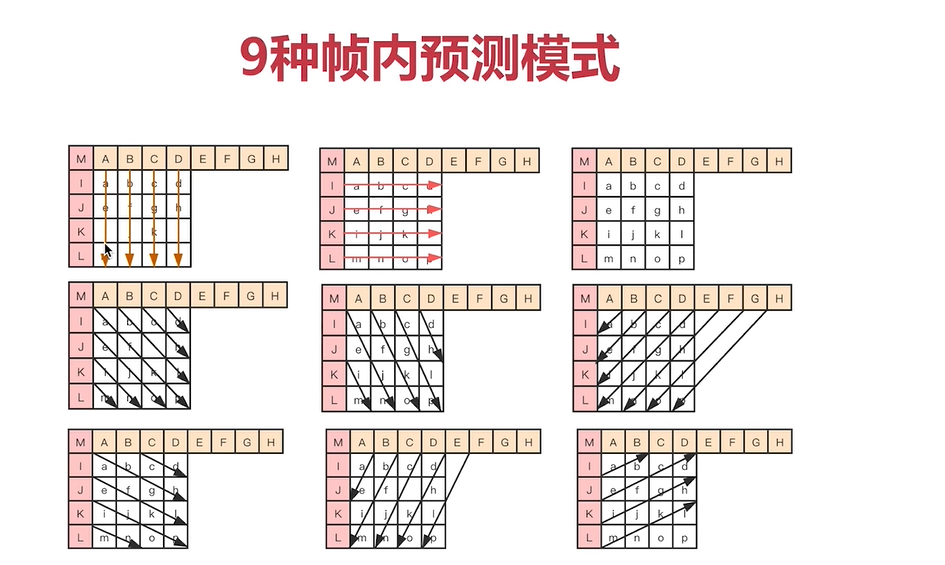 9种帧内预测模式
M A B C D E F G H
I a b c d
J e g h
K k
L
M A B C D E F G H
I a b c
J e f g
K i j k
L m n o p
M A B C D E F G H
I a b c d
J e f g h
K i j k l
L m n o p
M A B C D E F G H
I a b c d
J e f h
K i j k l
L m n o p
M A B C D E F G H
I a b c d
J e f g h
K i j k l
L m n o p
M A B C D E F G H
I a b c d
J e f g h
K j k l
L m n o p
M A B C D E F G H
I a b c d
J e f g h
K i j k l
L m n o p
M A B C D E F G H
I a b c d
J e f h
K i j k l
L m n o p
M A B C D E F G H
I a b c d
J e f g h
K i j k l
L m n o p